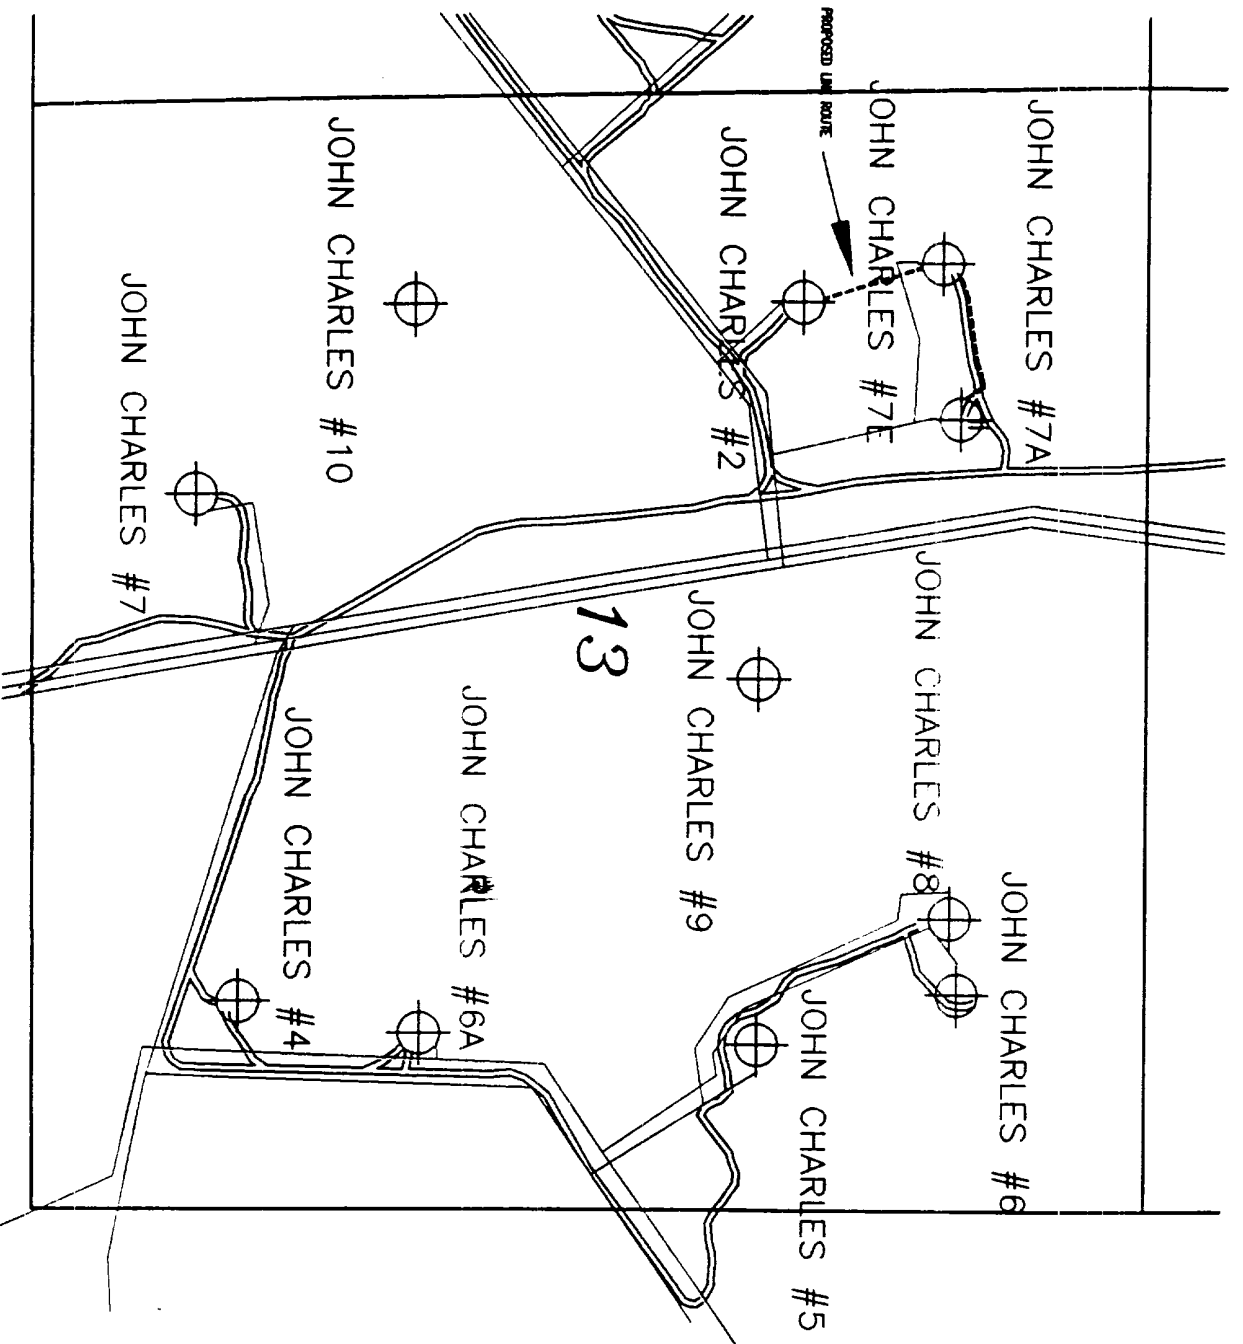 PROPOSED LINE ROUTE
JOHN CHARLES #7A
JOHN CHARLES #7E
JOHN CHARLES #2
JOHN CHARLES #10
JOHN CHARLES #7
JOHN CHARLES #6
JOHN CHARLES #8
JOHN CHARLES #5
JOHN CHARLES #9
13
JOHN CHARLES #6A
JOHN CHARLES #4